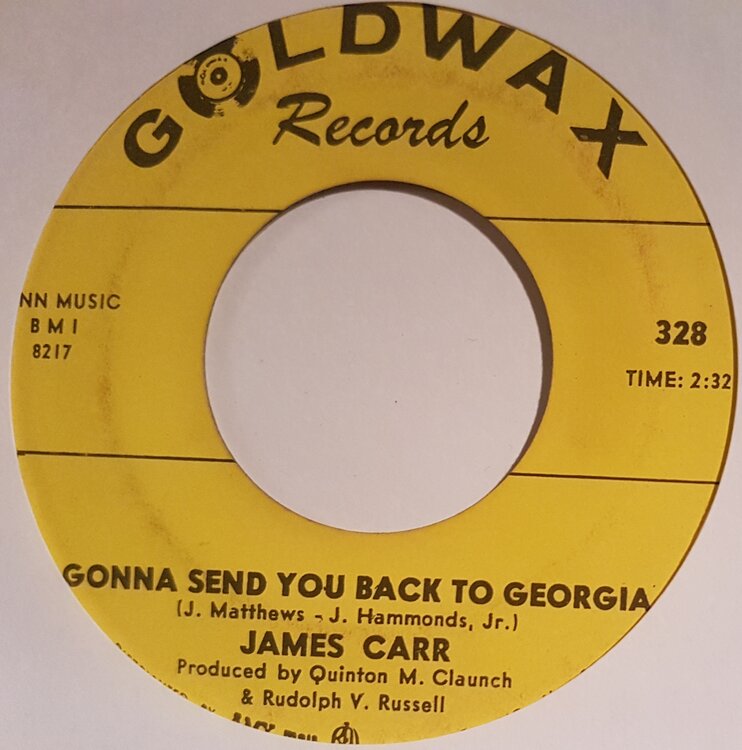 GOLDWAX
Records
NN MUSIC
BMI
8217
328
TIME: 2:32
GONNA SEND YOU BACK TO GEORGIA
(J. Matthews - J. Hammonds, Jr.)
JAMES CARR
Produced by Quinton M. Claunch
& Rudolph V. Russell